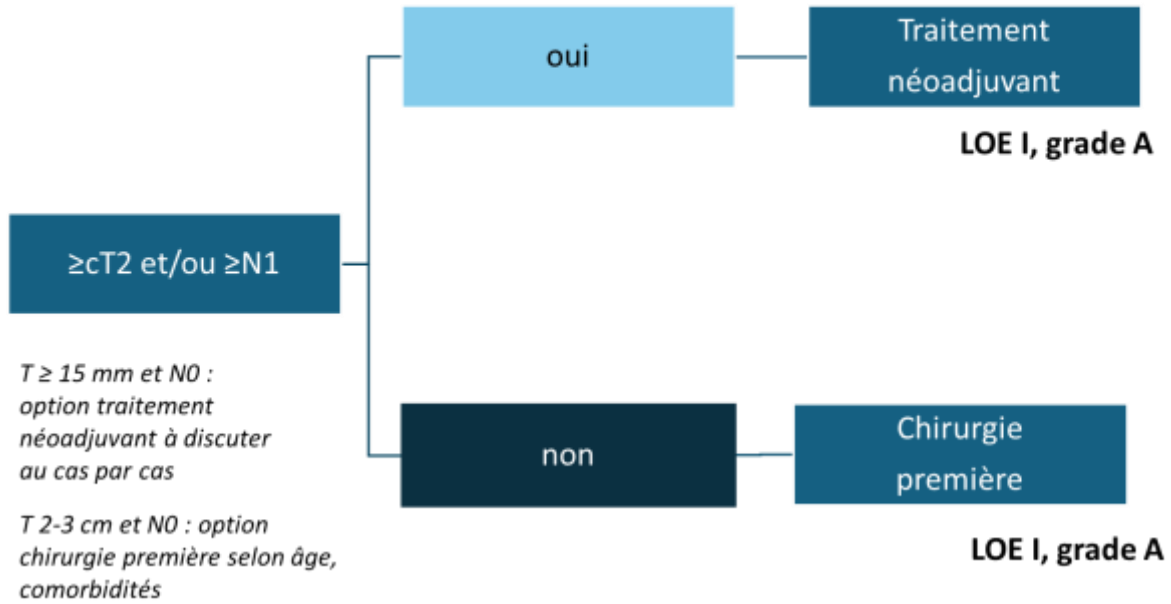 oui
Traitement
néoadjuvant
LOE I, grade A
≥cT2 et/ou ≥N1
T ≥ 15 mm et N0 :
option traitement
néoadjuvant à discuter
au cas par cas
T 2-3 cm et N0 : option
chirurgie première selon âge,
comorbidités
non
Chirurgie
première
LOE I, grade A